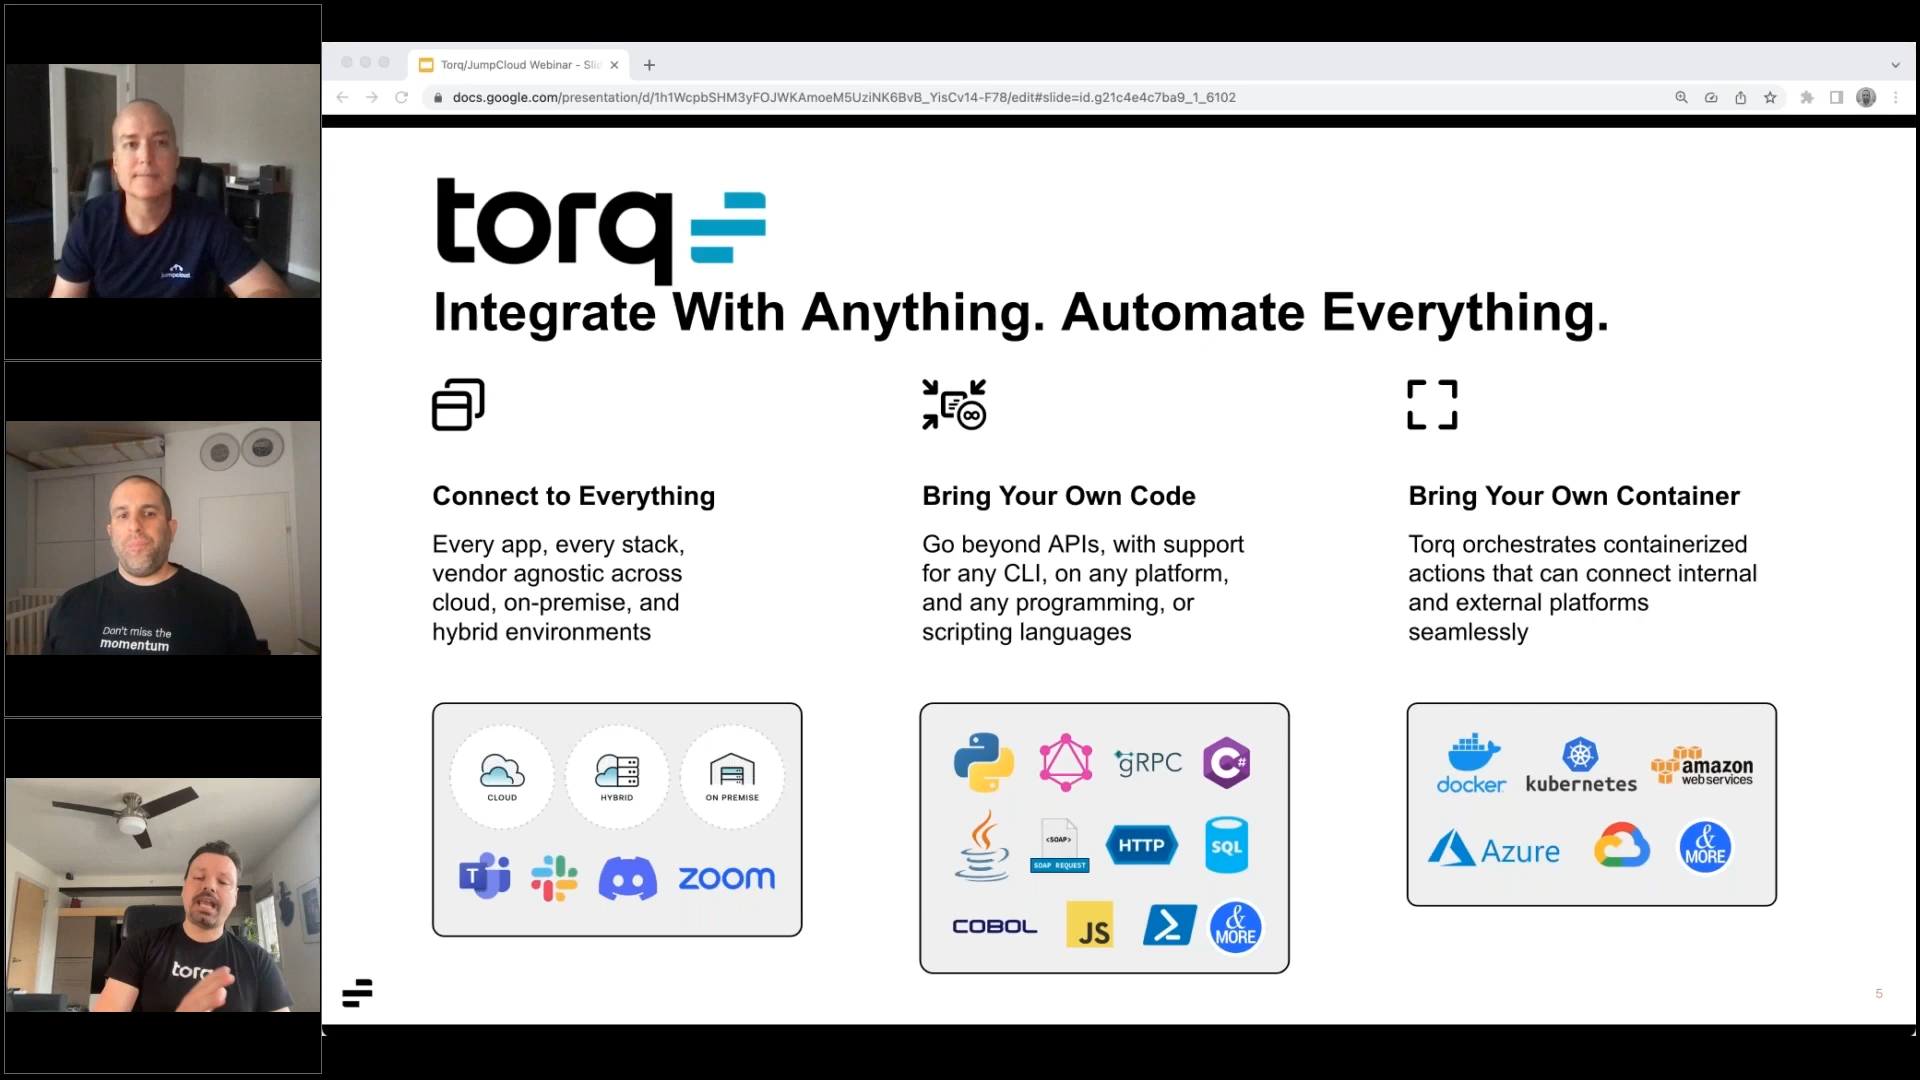 Torq/JumpCloud Webinar - Slid
docs.google.com/presentation/d/1h1WcpbSHM3yFOJWKAmoeM5UziNK6BvB_YisCv14-F78/edit#slide=id.g21c4e4c7ba9_1_6102
jumpcloud
Don't miss the
momentum
torq
torq
Integrate With Anything. Automate Everything.
Connect to Everything
Every app, every stack,
vendor agnostic across
cloud, on-premise, and
hybrid environments
CLOUD
HYBRID
ON PREMISE
T
zoom
Bring Your Own Code
Go beyond APIs, with support
for any CLI, on any platform,
and any programming, or
scripting languages
gRPC
C#
<SOAP>
SOAP REQUEST
HTTP
SQL
COBOL
JS
& MORE
Bring Your Own Container
Torq orchestrates containerized
actions that can connect internal
and external platforms
seamlessly
docker
kubernetes
amazon
webservices
Azure
& MORE
5